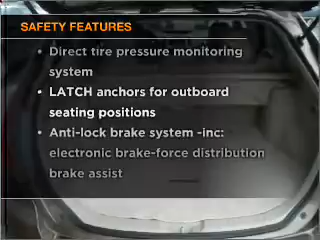 SAFETY FEATURES
• Direct tire pressure monitoring
system
• LATCH anchors for outboard
seating positions
• Anti-lock brake system -inc:
electronic brake-force distribution
brake assist